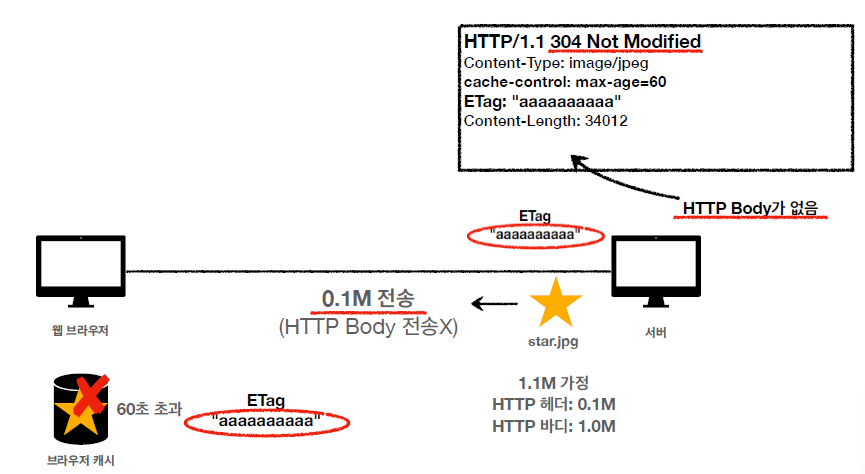 HTTP/1.1 304 Not Modified
Content-Type: image/jpeg
cache-control: max-age=60
ETag: "aaaaaaaaaa"
Content-Length: 34012
HTTP Body가 없음
ETag
"aaaaaaaaaa"
0.1M 전송
(HTTP Body 전송X)
웹 브라우저
star.jpg
서버
1.1M 가정
HTTP 헤더: 0.1M
HTTP 바디: 1.0M
60초 초과
ETag
"aaaaaaaaaa"
브라우저 캐시